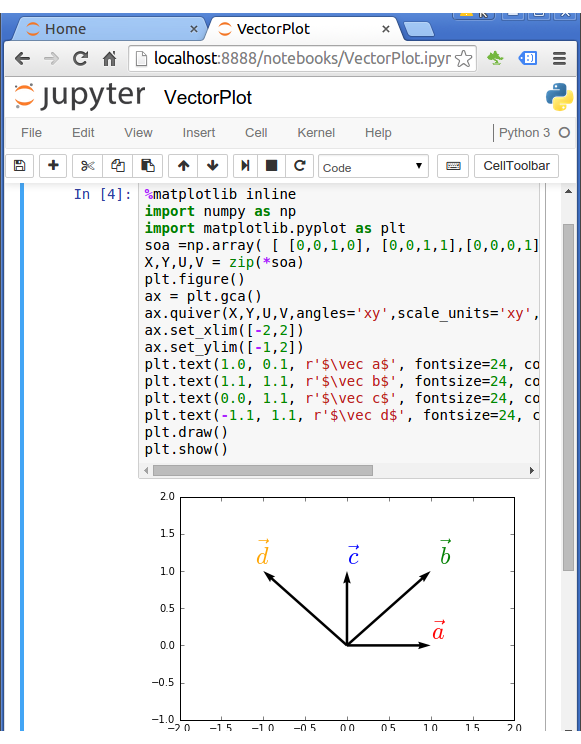 Home × VectorPlot ×
localhost:8888/notebooks/VectorPlot.ipyr
jupyter VectorPlot
File Edit View Insert Cell Kernel Help Python 3
Code CellToolbar
In [4]: %matplotlib inline
import numpy as np
import matplotlib.pyplot as plt
soa =np.array( [ [0,0,1,0], [0,0,1,1],[0,0,0,1]
X,Y,U,V = zip(*soa)
plt.figure()
ax = plt.gca()
ax.quiver(X,Y,U,V,angles='xy',scale_units='xy',
ax.set_xlim([-2,2])
ax.set_ylim([-1,2])
plt.text(1.0, 0.1, r'$\vec a$', fontsize=24, co
plt.text(1.1, 1.1, r'$\vec b$', fontsize=24, co
plt.text(0.0, 1.1, r'$\vec c$', fontsize=24, co
plt.text(-1.1, 1.1, r'$\vec d$', fontsize=24, c
plt.draw()
plt.show()
2.0
1.5
d⃗ c⃗ b⃗
1.0
0.5
a⃗
0.0
−0.5
−1.0
−2.0 −1.5 −1.0 −0.5 0.0 0.5 1.0 1.5 2.0